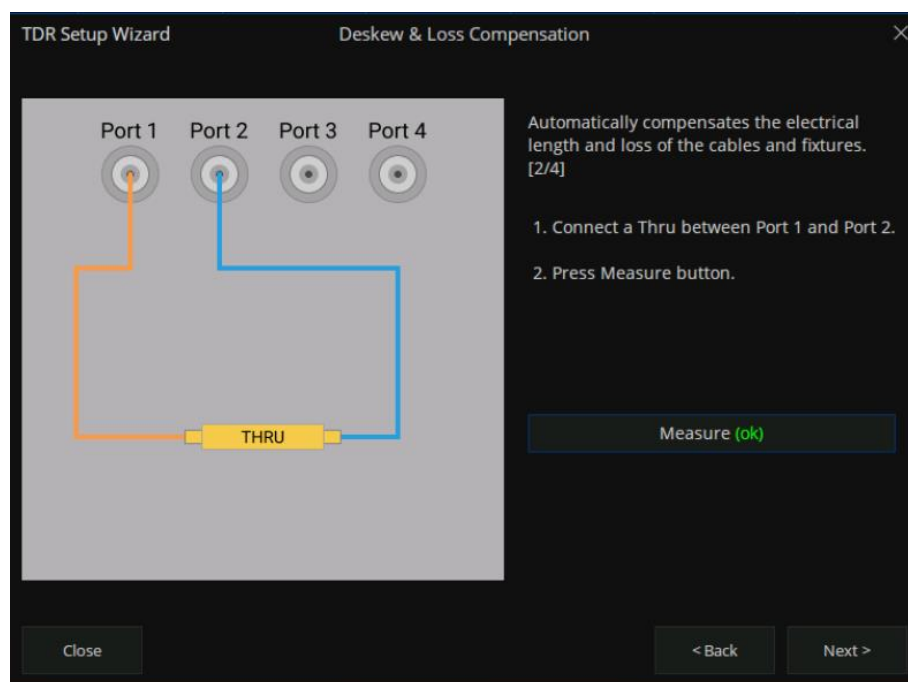 TDR Setup Wizard
Deskew & Loss Compensation
Port 1 Port 2 Port 3 Port 4
THRU
Automatically compensates the electrical
length and loss of the cables and fixtures.
[2/4]
1. Connect a Thru between Port 1 and Port 2.
2. Press Measure button.
Measure (ok)
Close
< Back
Next >